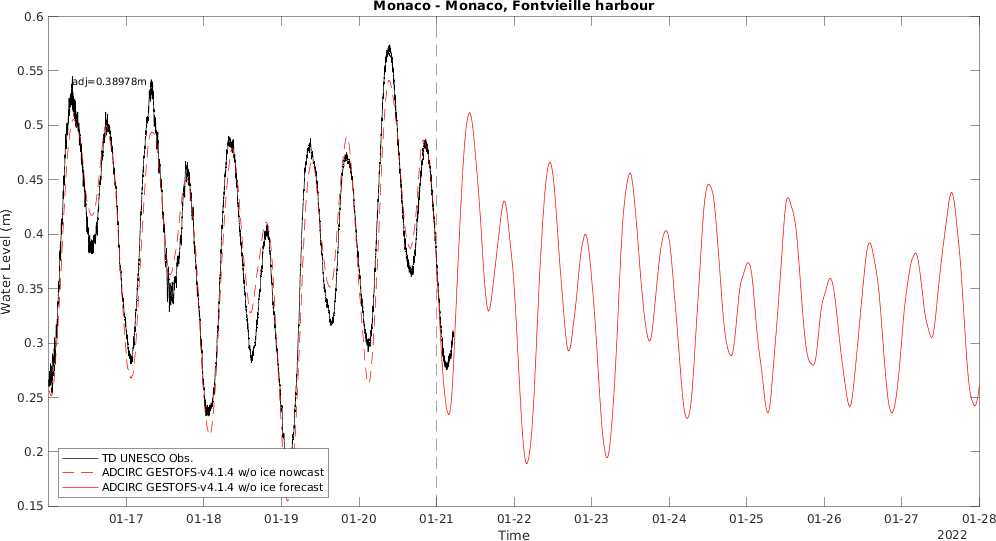 Monaco - Monaco, Fontvieille harbour
0.6
0.55
0.5
0.45
0.4
0.35
0.3
0.25
0.2
0.15
Water Level (m)
adj=0.38978m
TD UNESCO Obs.
ADCIRC GESTOFS-v4.1.4 w/o ice nowcast
ADCIRC GESTOFS-v4.1.4 w/o ice forecast
01-17 01-18 01-19 01-20 01-21 01-22 01-23 01-24 01-25 01-26 01-27 01-28
Time
2022